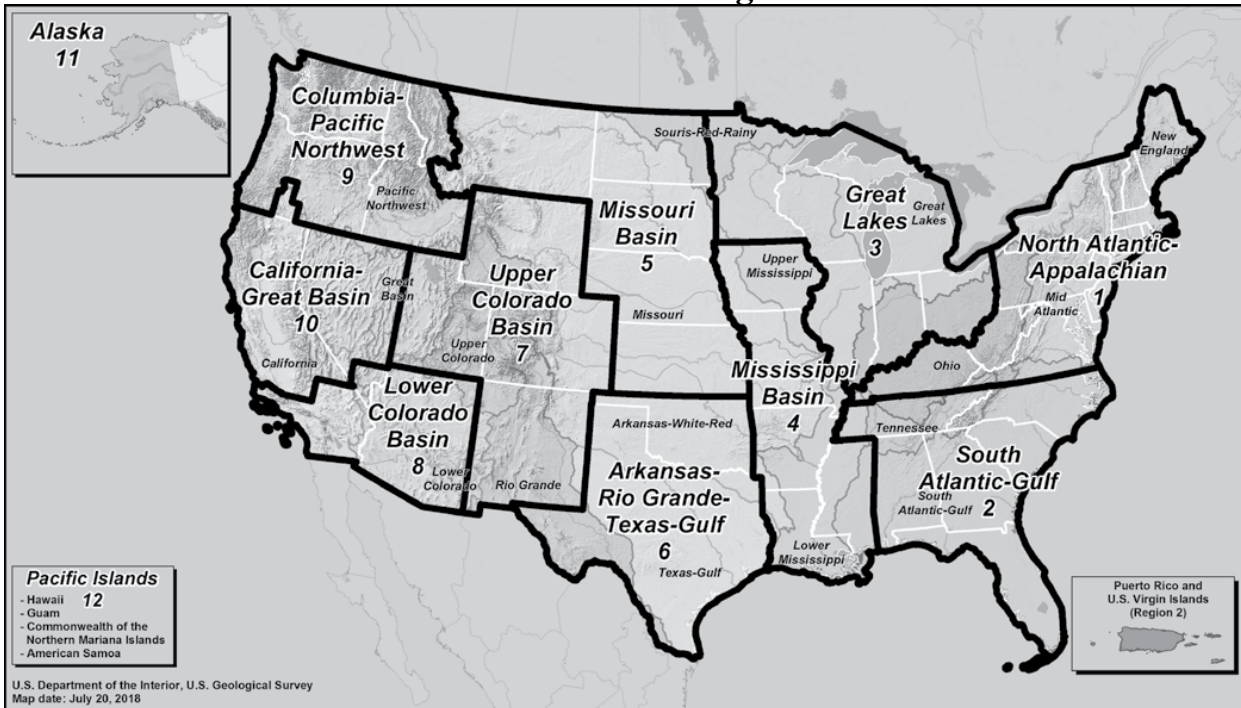 Alaska
11
Columbia-
Pacific
Northwest
9
Pacific
Northwest
Souris-Red-Rainy
New
England
Great
Lakes
3
Great
Lakes
Missouri
Basin
5
North Atlantic-
Appalachian
1
Mid
Atlantic
California-
Great Basin
10
Great
Basin
California
Upper
Colorado
Basin
7
Upper
Colorado
Missouri
Upper
Mississippi
Mississippi
Basin
4
Ohio
Lower
Colorado
Basin
8
Lower
Colorado
Rio Grande
Arkansas-White-Red
Arkansas-
Rio Grande-
Texas-Gulf
6
Texas-Gulf
Lower
Mississippi
Tennessee
South
Atlantic-Gulf
2
South
Atlantic-Gulf
Pacific Islands
12
- Hawaii
- Guam
- Commonwealth of the
Northern Mariana Islands
- American Samoa
Puerto Rico and
U.S. Virgin Islands
(Region 2)
U.S. Department of the Interior, U.S. Geological Survey
Map date: July 20, 2018